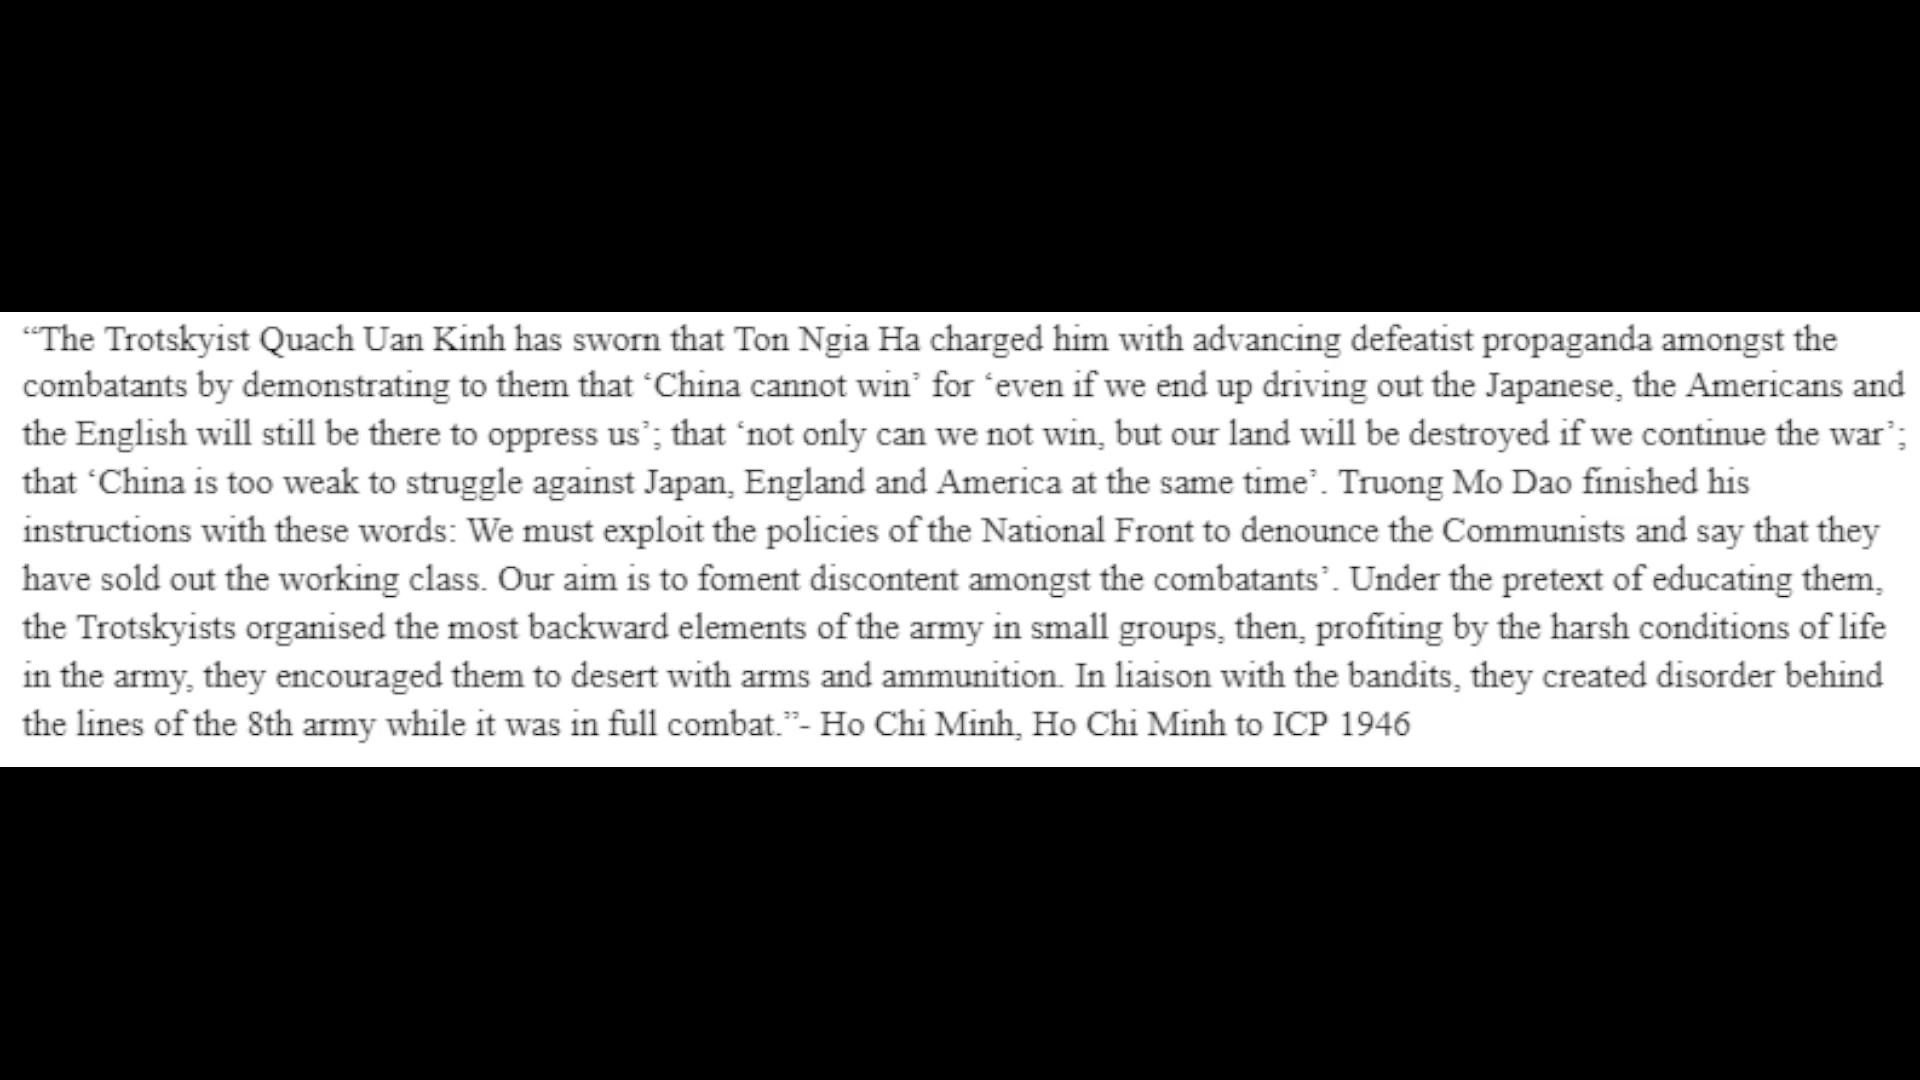 “The Trotskyist Quach Uan Kinh has sworn that Ton Ngia Ha charged him with advancing defeatist propaganda amongst the
combatants by demonstrating to them that ‘China cannot win’ for ‘even if we end up driving out the Japanese, the Americans and
the English will still be there to oppress us’; that ‘not only can we not win, but our land will be destroyed if we continue the war’;
that ‘China is too weak to struggle against Japan, England and America at the same time’. Truong Mo Dao finished his
instructions with these words: We must exploit the policies of the National Front to denounce the Communists and say that they
have sold out the working class. Our aim is to foment discontent amongst the combatants’. Under the pretext of educating them,
the Trotskyists organised the most backward elements of the army in small groups, then, profiting by the harsh conditions of life
in the army, they encouraged them to desert with arms and ammunition. In liaison with the bandits, they created disorder behind
the lines of the 8th army while it was in full combat.”- Ho Chi Minh, Ho Chi Minh to ICP 1946